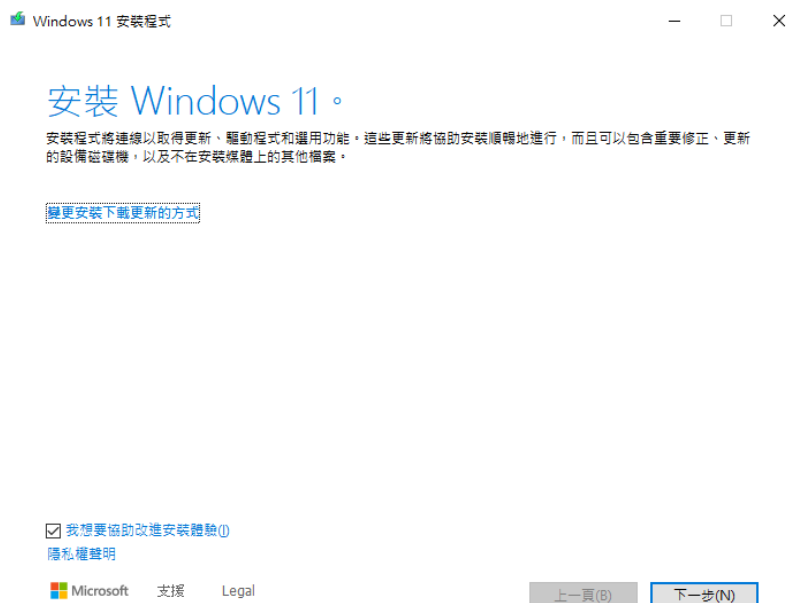 Windows 11 安裝程式
安裝 Windows 11。
安裝程式將連線以取得更新、驅動程式和選用功能。這些更新將協助安裝順暢地進行，而且可以包含重要修正、更新
的設備磁碟機，以及不在安裝媒體上的其他檔案。
變更安裝下載更新的方式
我想要協助改進安裝體驗(I)
隱私權聲明
Microsoft 支援 Legal
上一頁(B) 下一步(N)